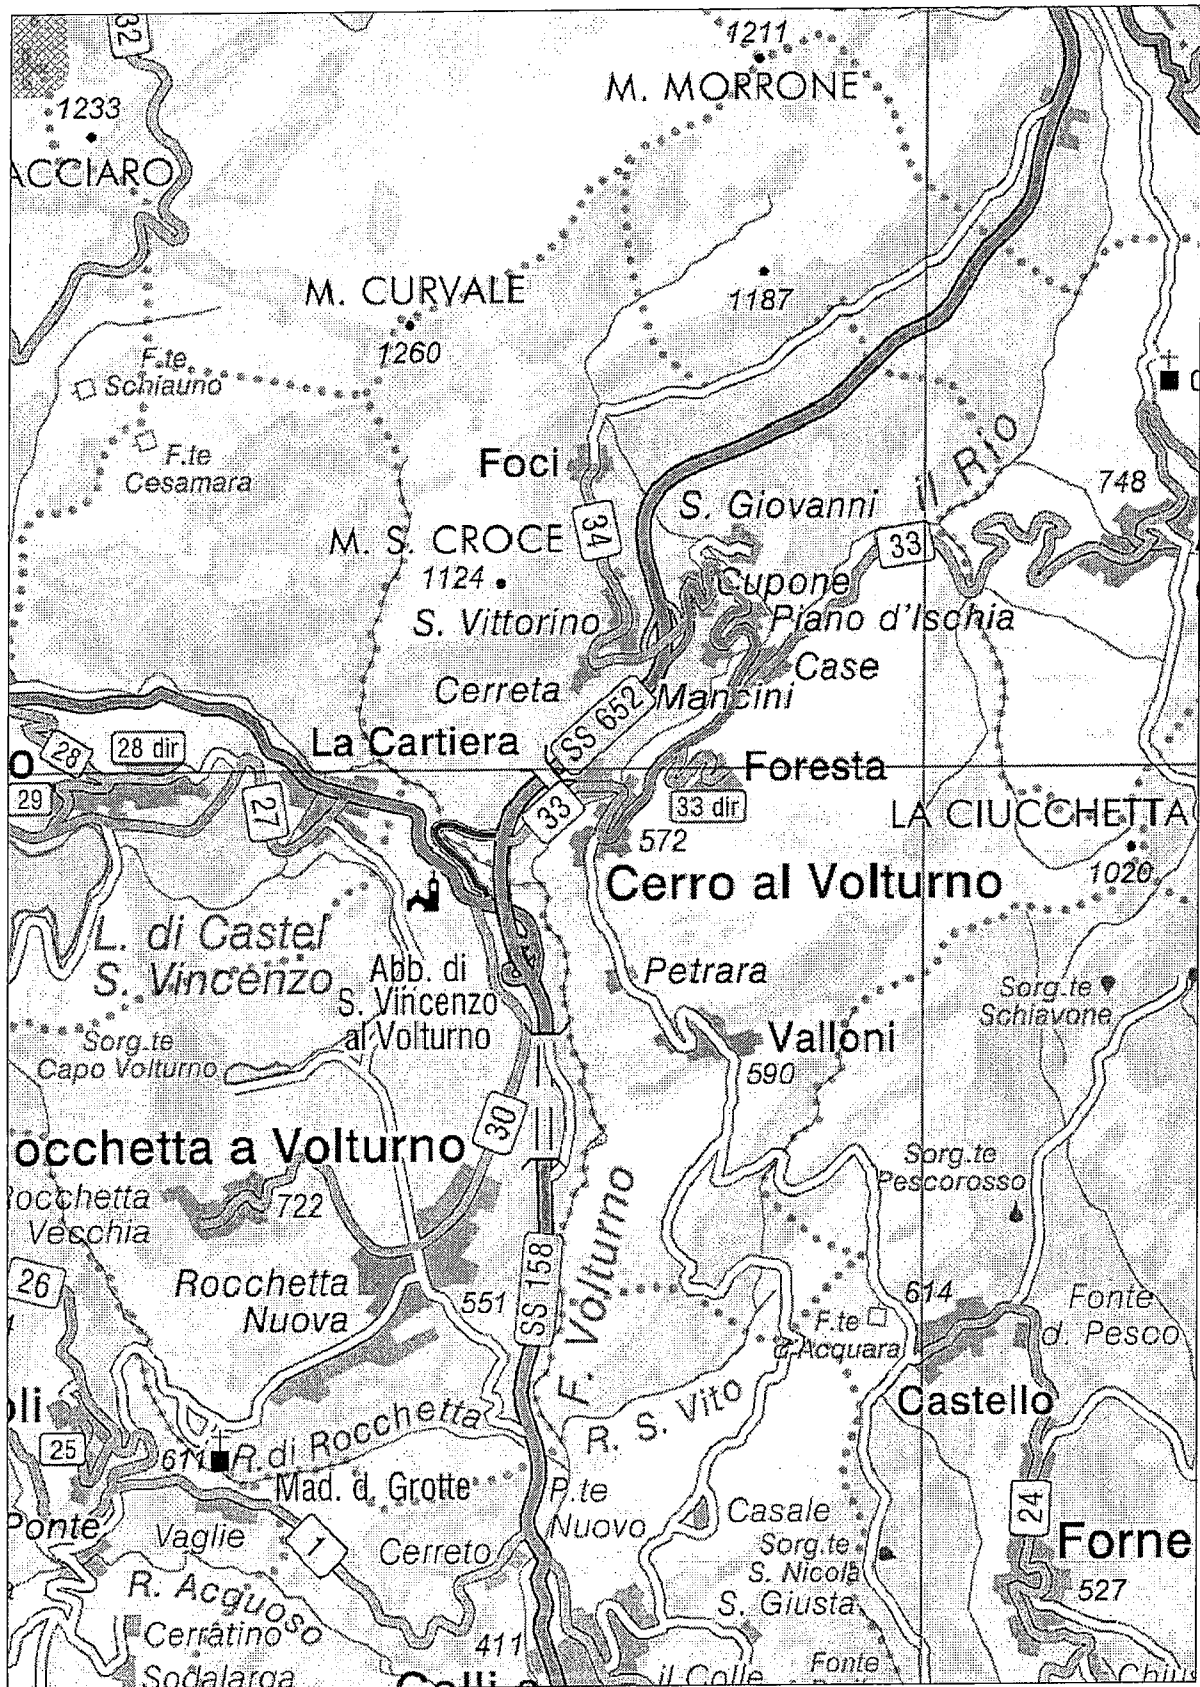 32
1211
M. MORRONE
1233
ACCIARO
M. CURVALE
1187
1260
F.te
Schiauno
F.te
Cesamara
Foci
il Rio
748
S. Giovanni
34
33
M. S. CROCE
1124
Cupone
S. Vittorino
Piano d'Ischia
Case
Cerreta
Mancini
SS 652
28
28 dir
La Cartiera
o
Foresta
29
27
33
33 dir
LA CIUCCHETTA
572
1020
Cerro al Volturno
L. di Castel
S. Vincenzo
Abb. di
S. Vincenzo
al Volturno
Petrara
Sorg.te
Schiavone
Sorg.te
Capo Volturno
Valloni
590
30
occhetta a Volturno
Sorg.te
Pescorosso
Rocchetta
Vecchia
722
F. Volturno
26
Rocchetta
Nuova
551
SS 158
614
Fonte
d. Pesco
F.te
d'Acquara
oli
Castello
R. S. Vito
25
611
R. di Rocchetta
Mad. d. Grotte
P.te
Nuovo
Casale
24
Ponte
Vaglie
1
Cerreto
Sorg.te
S. Nicola
Forne
527
R. Acquoso
S. Giusta
Cerratino
411
Sodalarga
Colli a
il Colle
Fonte
Chius